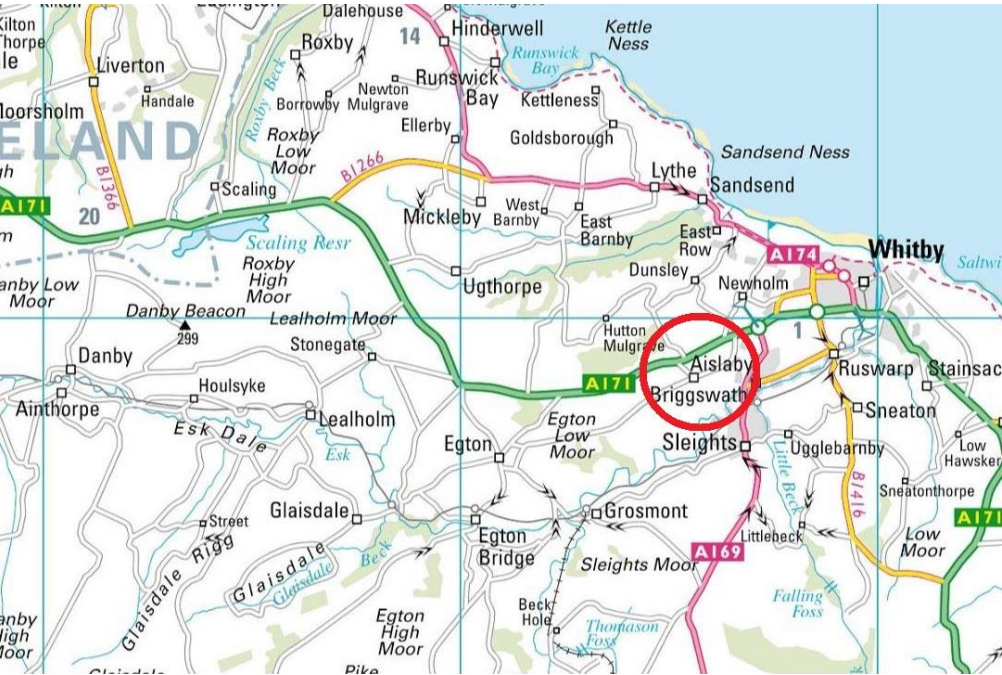 Dalehouse
14
Hinderwell
Kettle
Ness
Kilton
Thorpe
Roxby
Runswick
Bay
Liverton
Handale
Newton
Mulgrave
Runswick
Bay
Kettleness
Borrowby
Roxby Beck
Ellerby
Goldsborough
ELAND
Roxby
Low
Moor
Sandsend Ness
B1366
B1266
Lythe
Sandsend
Scaling
A171
20
Mickleby
West
Barnby
East
Barnby
East
Row
Scaling Resr
A174
Whitby
Roxby
High
Moor
Ugthorpe
Dunsley
Newholm
Low
Moor
Danby Beacon
299
Lealholm Moor
Hutton
Mulgrave
1
Stonegate
Danby
Aislaby
Ruswarp
Houlsyke
A171
Briggswath
Ainthorpe
Lealholm
Sneaton
Esk Dale
Egton
Low
Moor
Egton
Sleights
Ugglebarnby
Low
Esk
Little Beck
B1416
Sneatonthorpe
Glaisdale
Grosmont
Street
Egton
Bridge
A169
Littlebeck
Low
Moor
A171
Glaisdale Rigg
Glaisdale
Glaisdale
Beck
Sleights Moor
Falling
Foss
Beck
Hole
Egton
High
Moor
Thomason
Foss
Pike